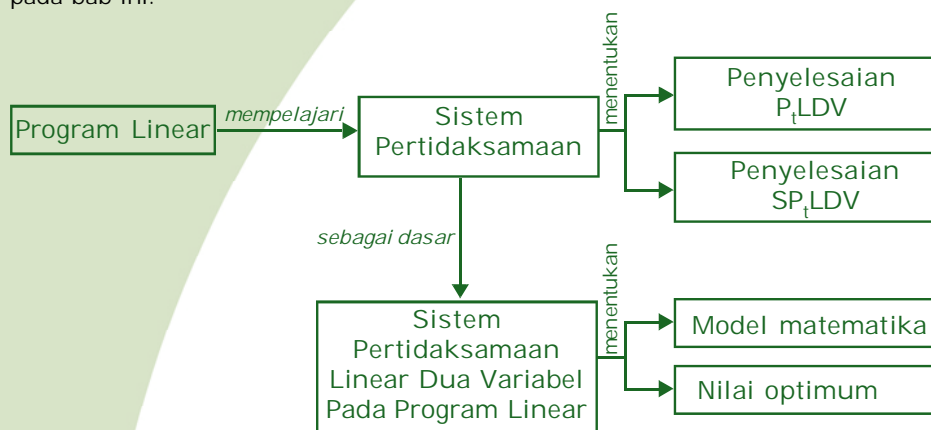 pada bab ini.
Program Linear
mempelajari
Sistem
Pertidaksamaan
menentukan
Penyelesaian
PtLDV
Penyelesaian
SPtLDV
sebagai dasar
Sistem
Pertidaksamaan
Linear Dua Variabel
Pada Program Linear
menentukan
Model matematika
Nilai optimum